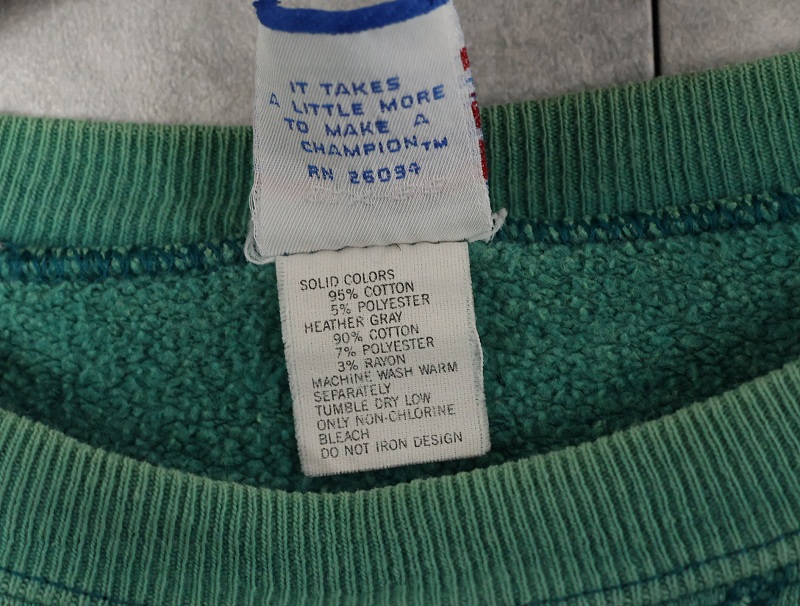 IT TAKES
A LITTLE MORE
TO MAKE A
CHAMPION™
RN 26094
SOLID COLORS
95% COTTON
5% POLYESTER
HEATHER GRAY
90% COTTON
7% POLYESTER
3% RAYON
MACHINE WASH WARM
SEPARATELY
TUMBLE DRY LOW
ONLY NON-CHLORINE
BLEACH
DO NOT IRON DESIGN